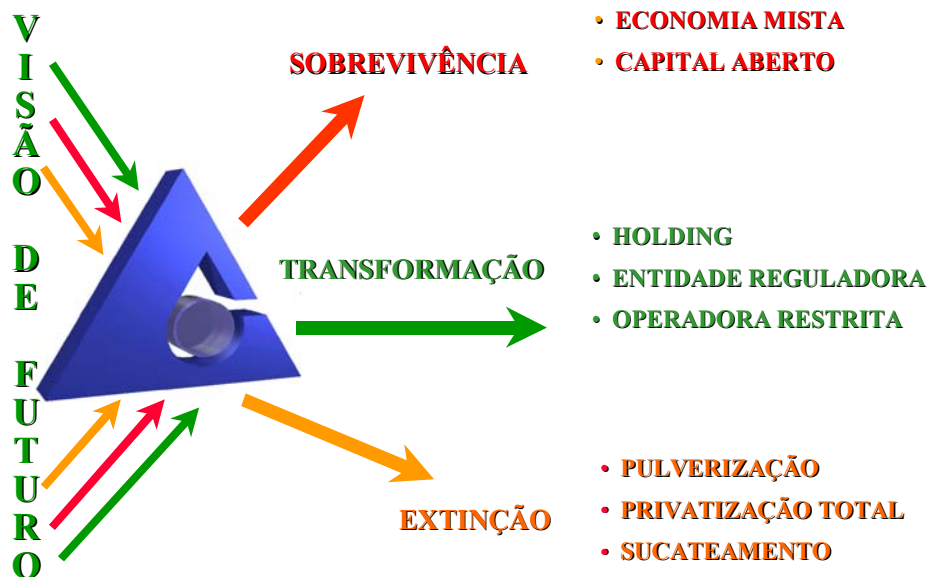 VISÃO DE FUTURO
SOBREVIVÊNCIA
• ECONOMIA MISTA
• CAPITAL ABERTO
TRANSFORMAÇÃO
• HOLDING
• ENTIDADE REGULADORA
• OPERADORA RESTRITA
EXTINÇÃO
• PULVERIZAÇÃO
• PRIVATIZAÇÃO TOTAL
• SUCATEAMENTO